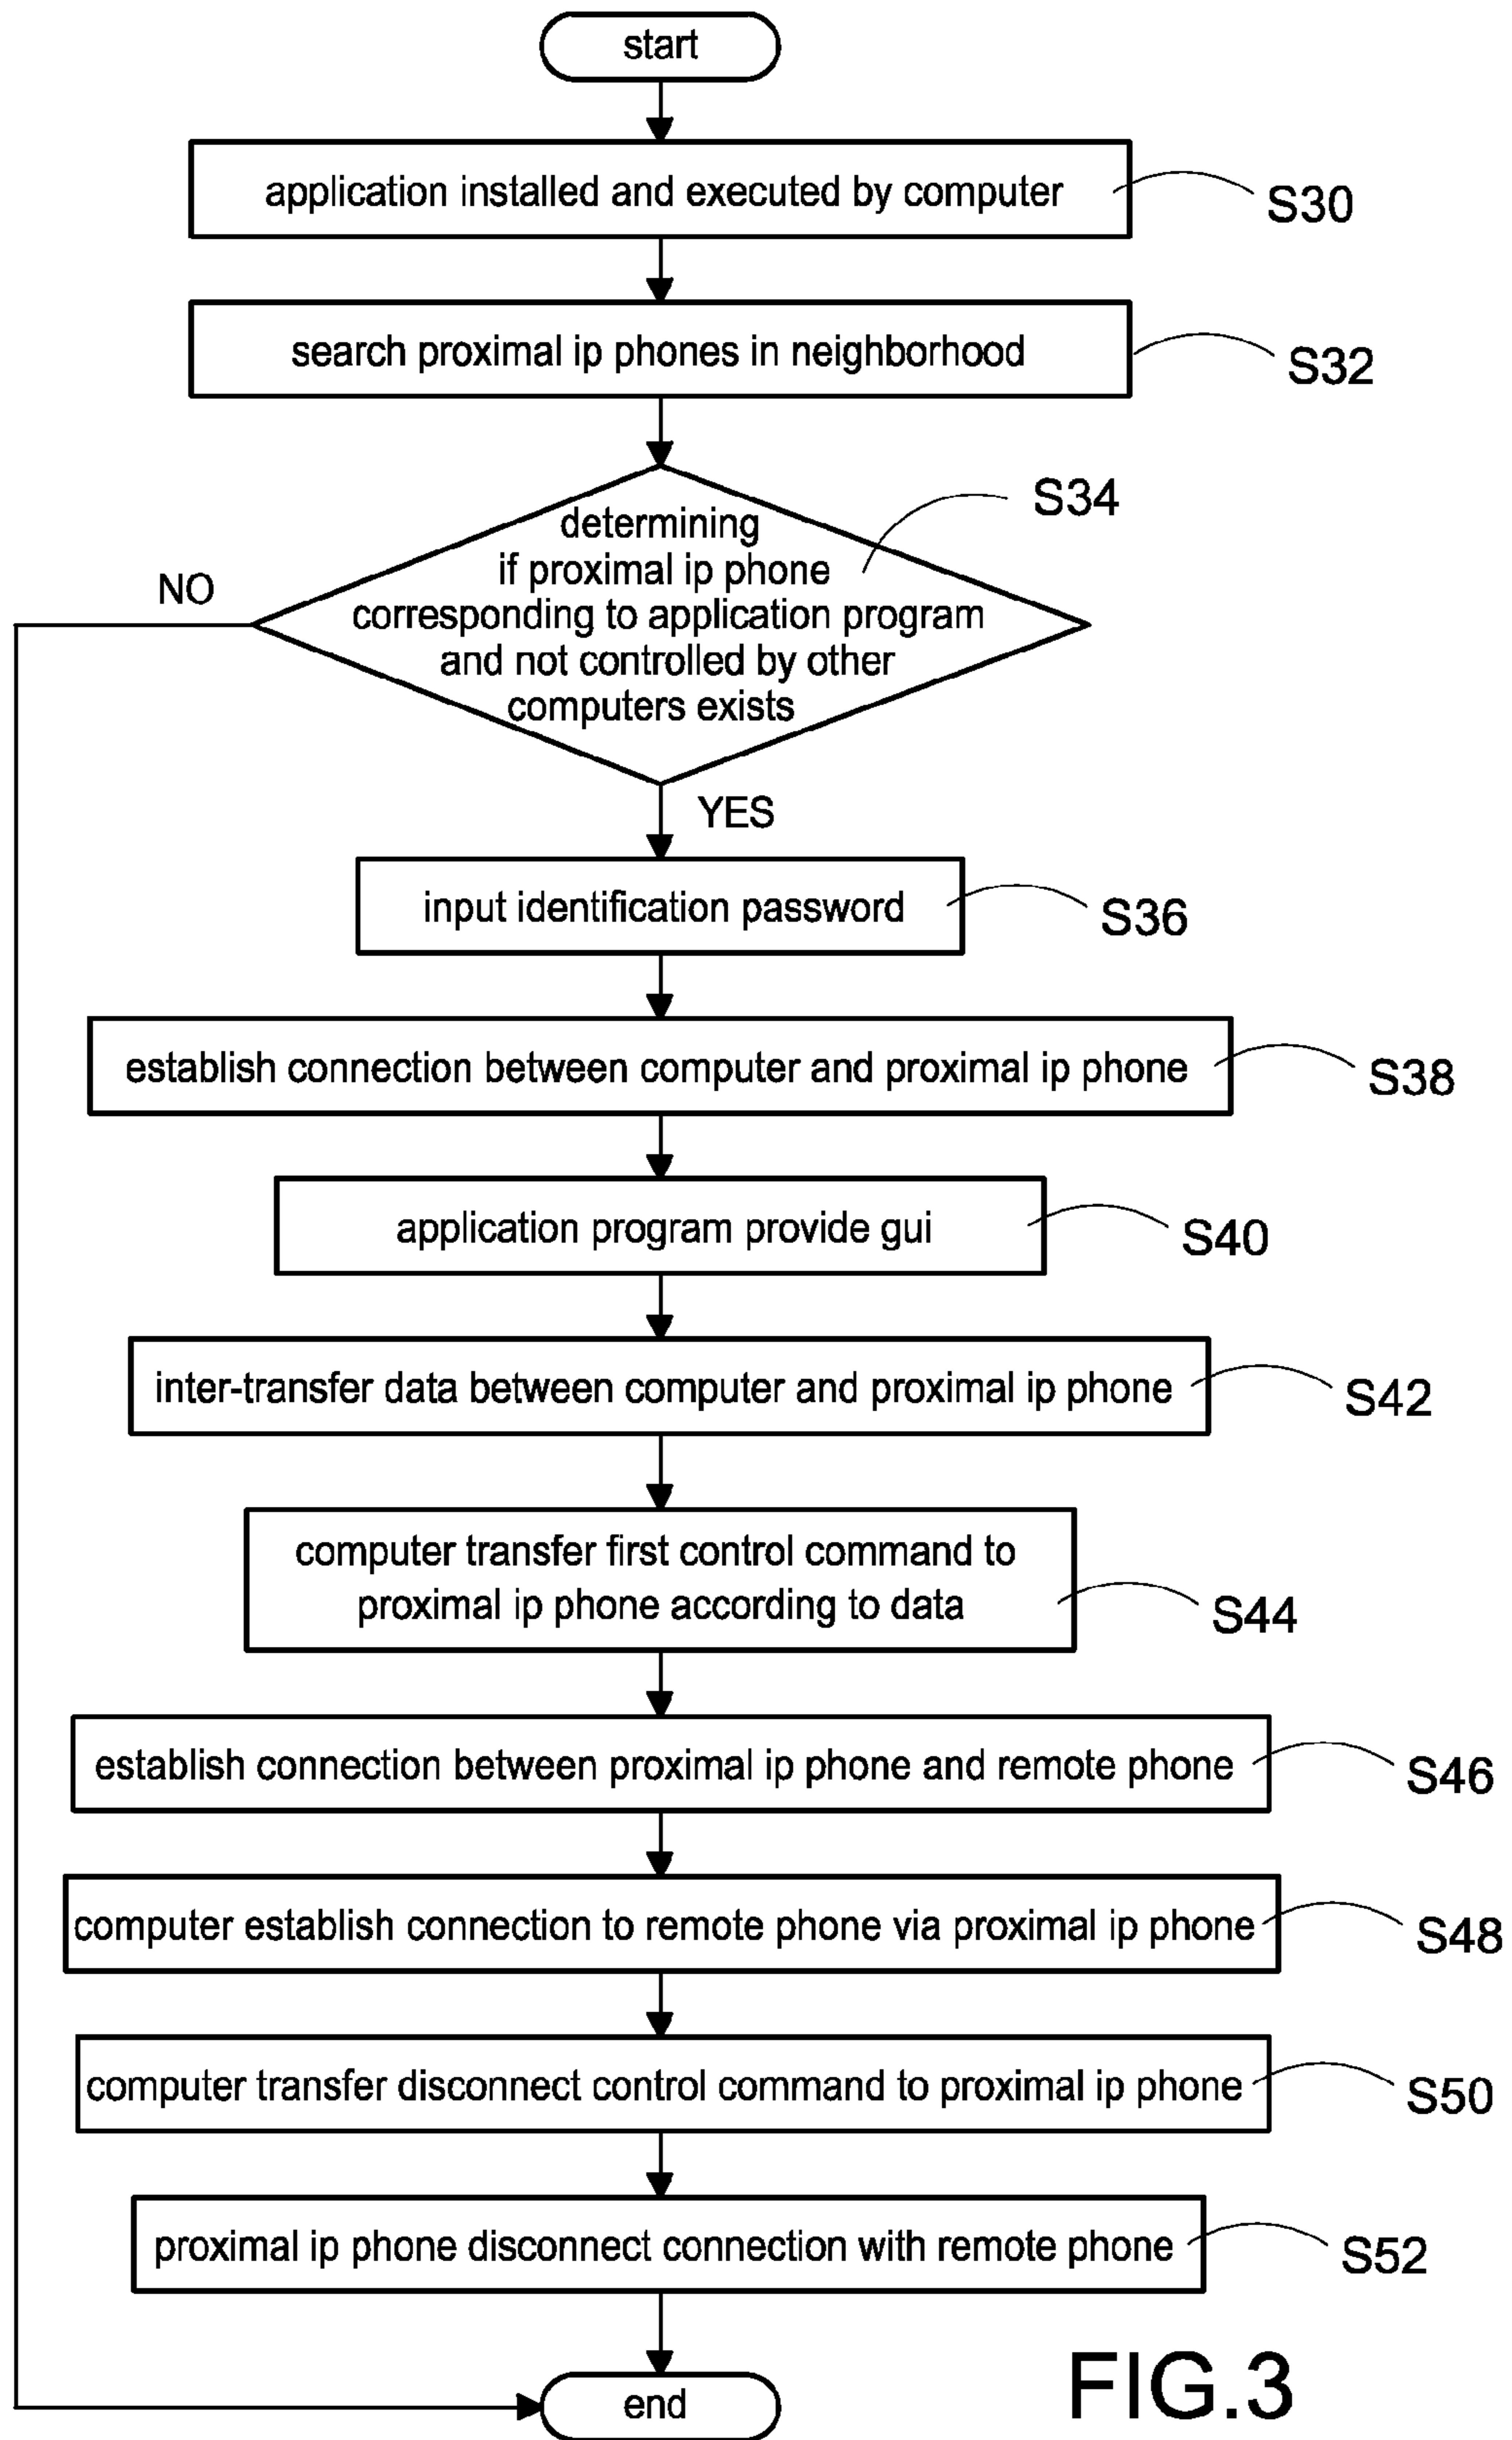 start
application installed and executed by computer
S30
search proximal ip phones in neighborhood
S32
determining
if proximal ip phone
corresponding to application program
and not controlled by other
computers exists
S34
NO
YES
input identification password
S36
establish connection between computer and proximal ip phone
S38
application program provide gui
S40
inter-transfer data between computer and proximal ip phone
S42
computer transfer first control command to
proximal ip phone according to data
S44
establish connection between proximal ip phone and remote phone
S46
computer establish connection to remote phone via proximal ip phone
S48
computer transfer disconnect control command to proximal ip phone
S50
proximal ip phone disconnect connection with remote phone
S52
end
FIG.3